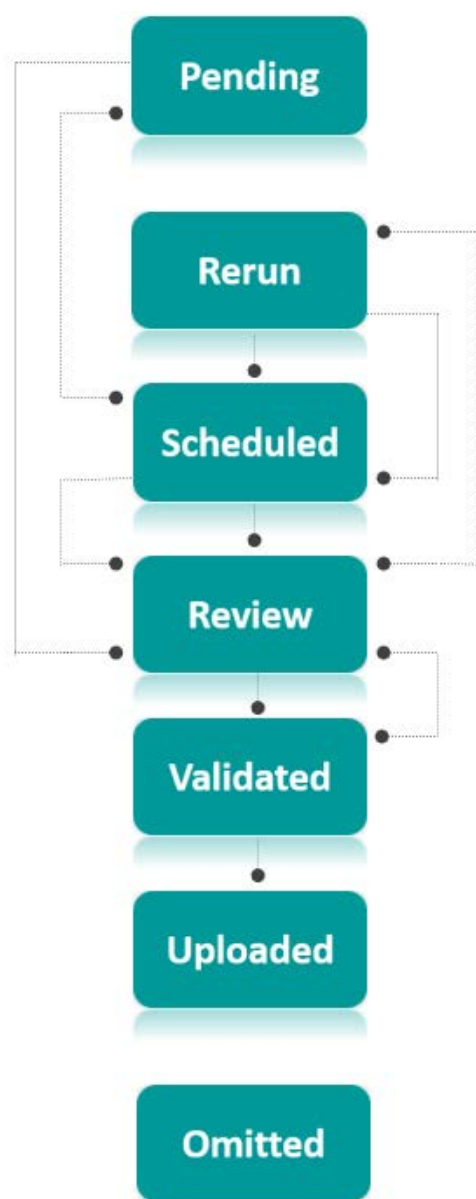 Pending
Rerun
Scheduled
Review
Validated
Uploaded
Omitted